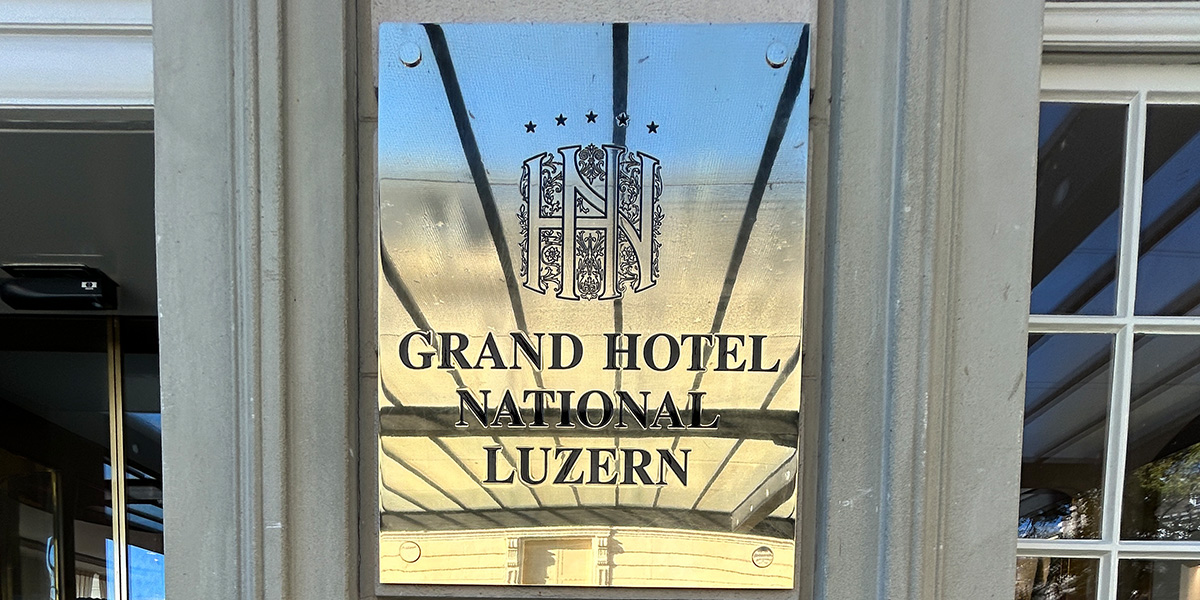 ★★★★★
HN
GRAND HOTEL
NATIONAL
LUZERN